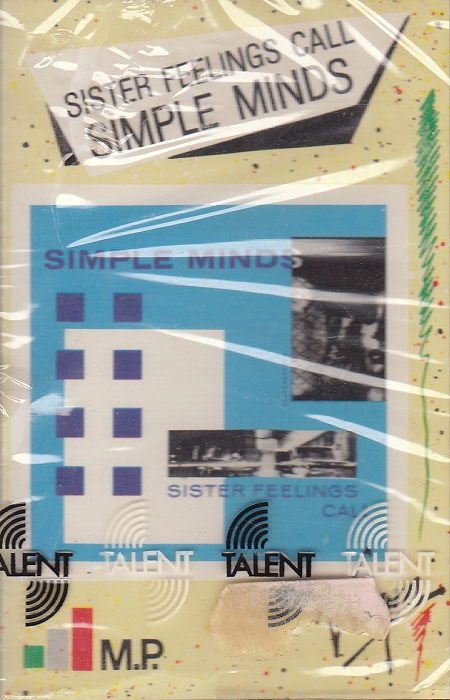 SISTER FEELINGS CALL
SIMPLE MINDS
SIMPLE MINDS
SISTER FEELINGS
CALL
TALENT TALENT TALENT TALENT
M.P.